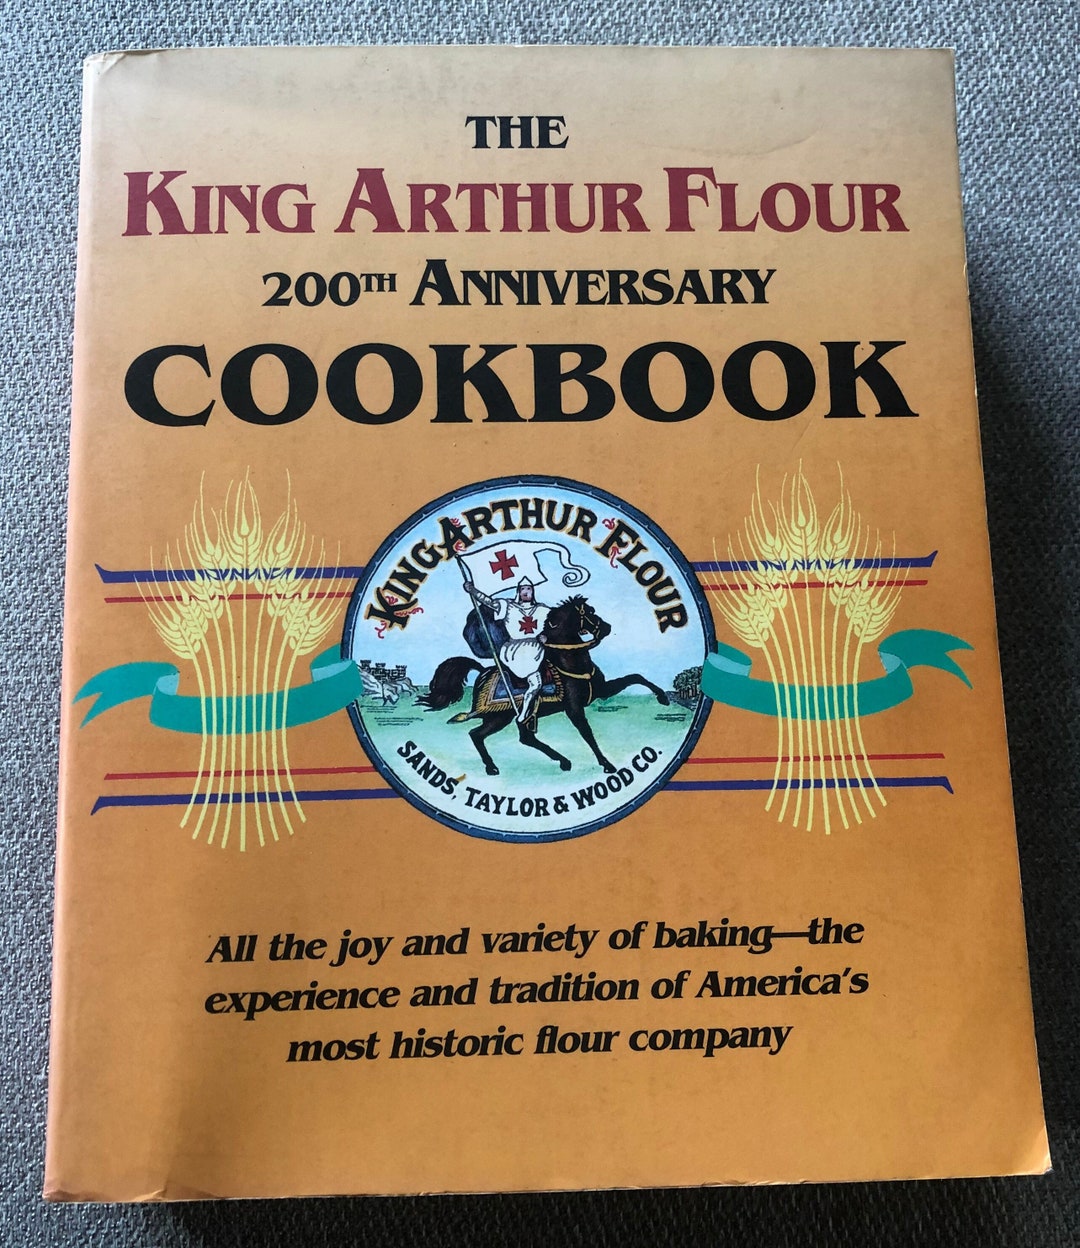 THE
KING ARTHUR FLOUR
200TH ANNIVERSARY
COOKBOOK
KING ARTHUR FLOUR
SANDS, TAYLOR & WOOD CO.
All the joy and variety of baking—the
experience and tradition of America's
most historic flour company